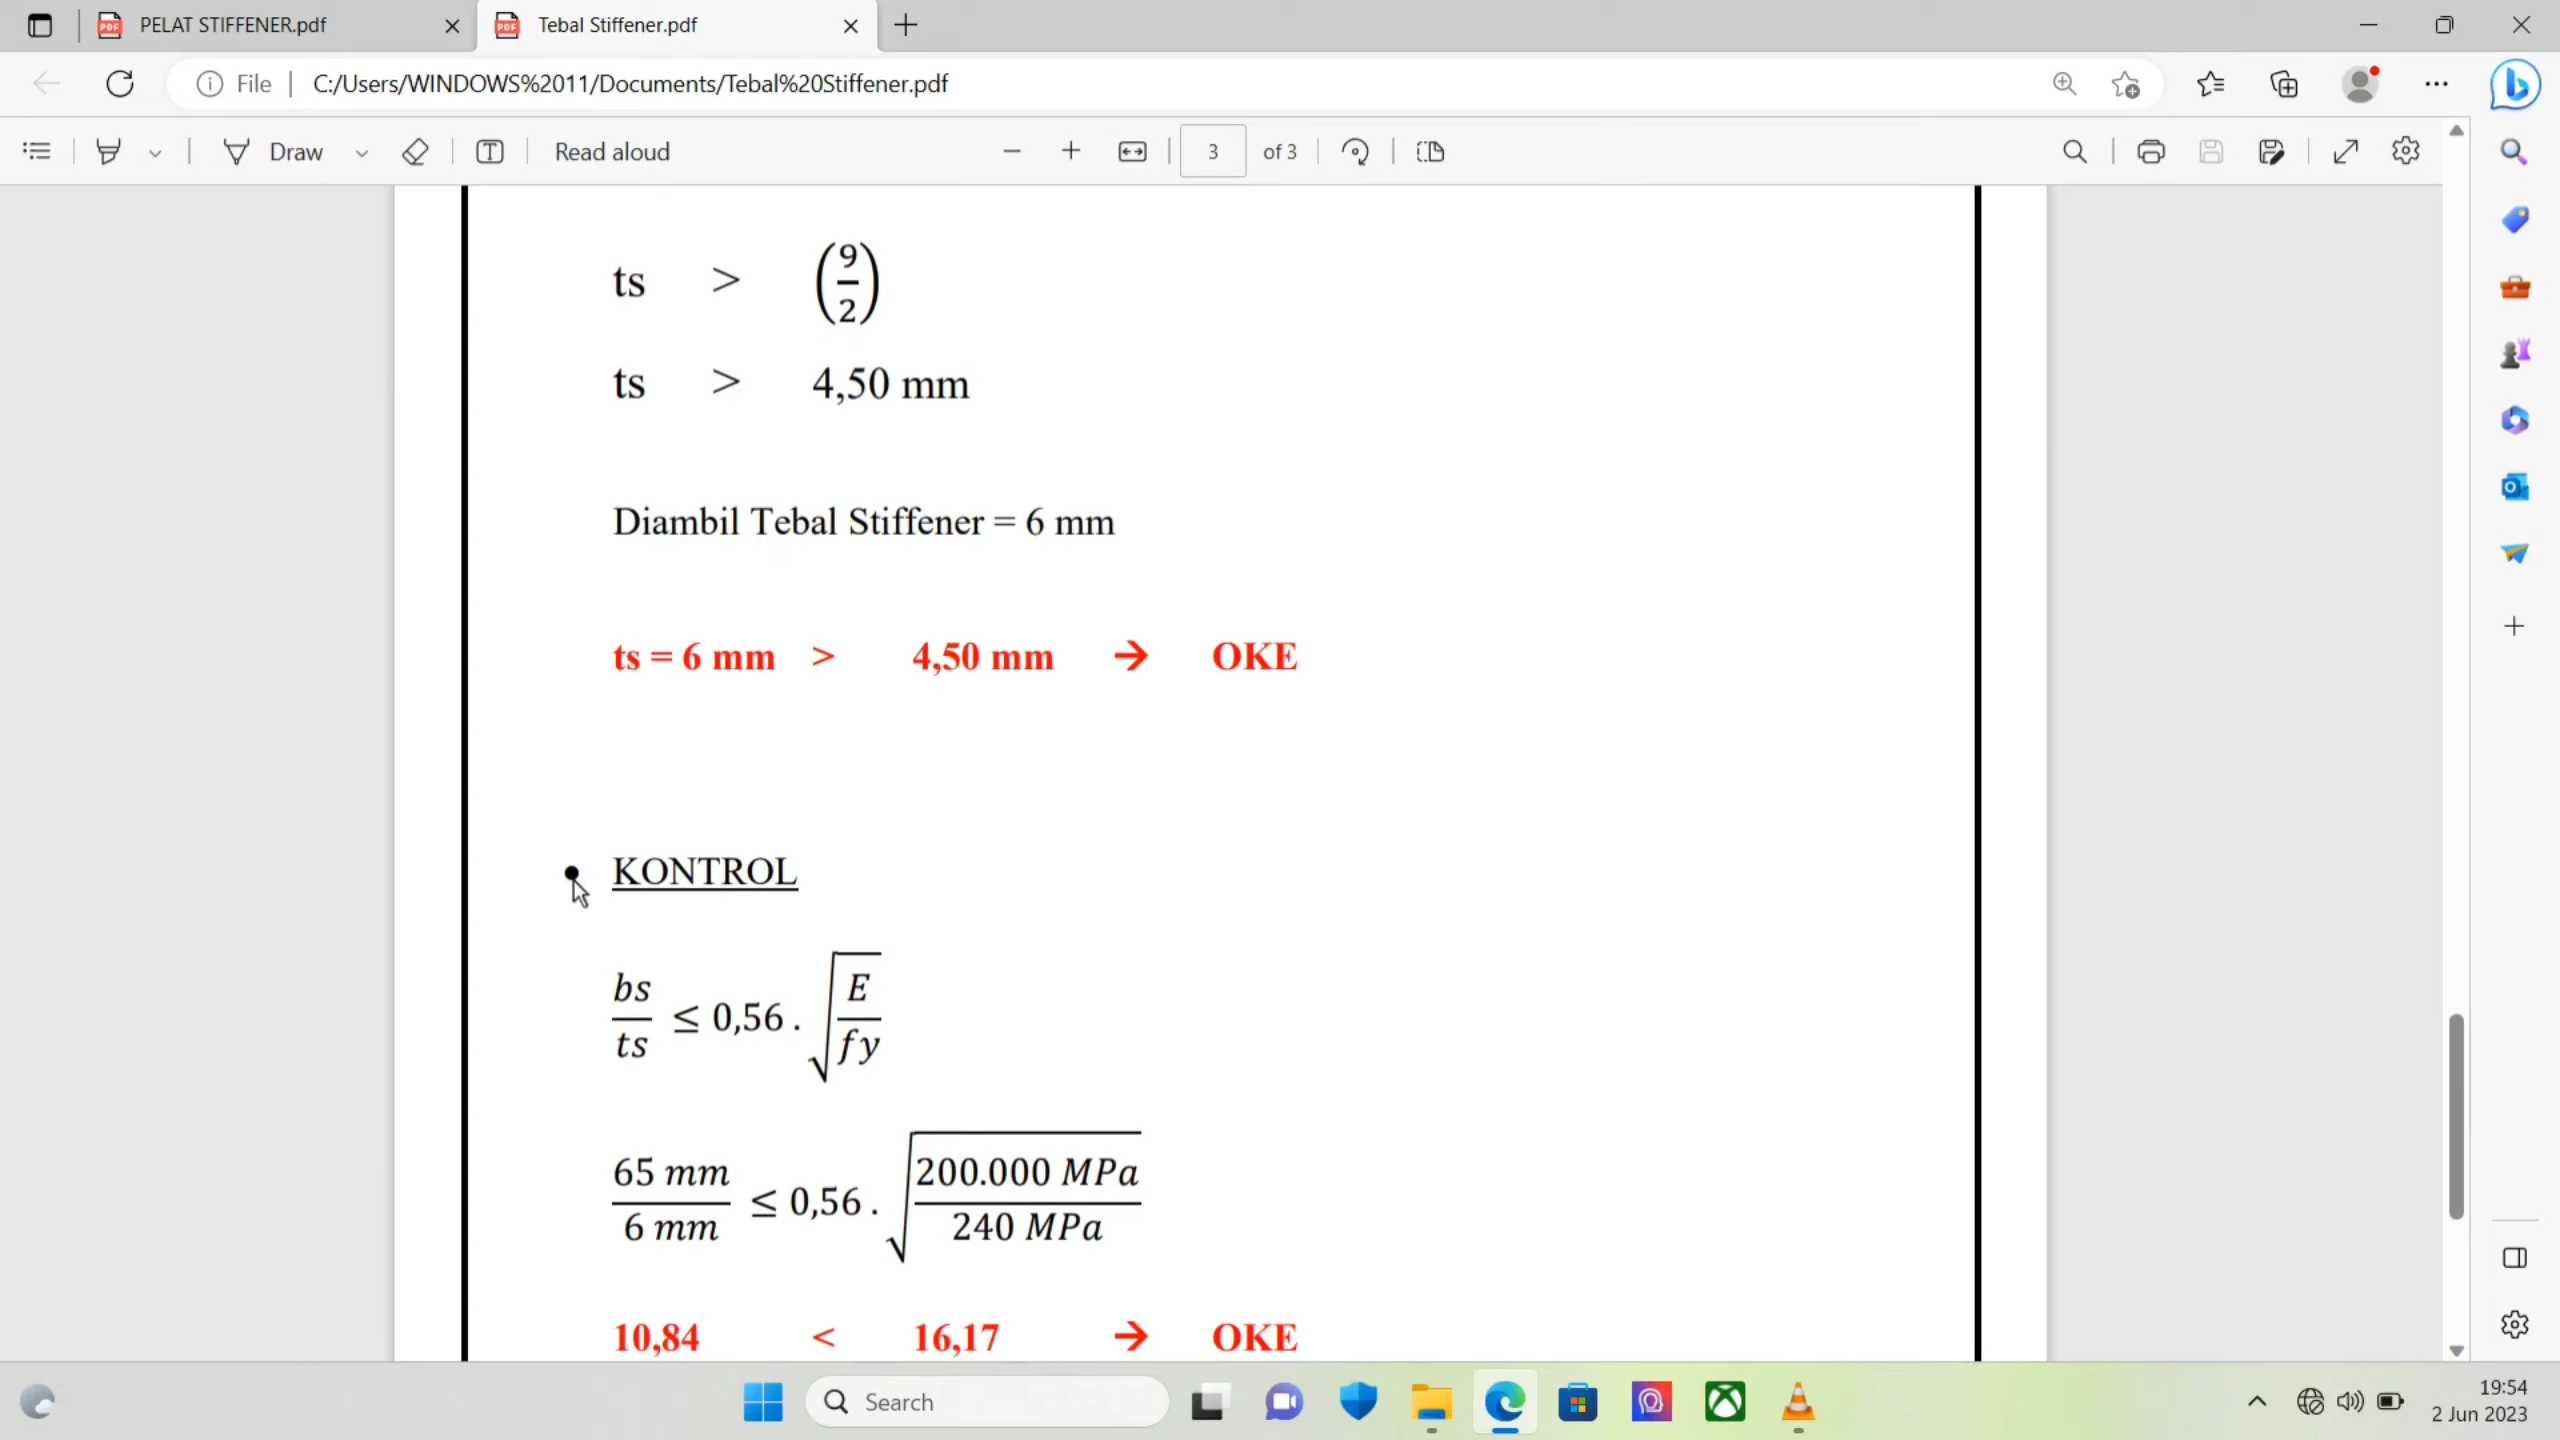 PELAT STIFFENER.pdf
Tebal Stiffener.pdf
File
C:/Users/WINDOWS%2011/Documents/Tebal%20Stiffener.pdf
Draw
Read aloud
3 of 3
ts > (9/2)
ts > 4,50 mm
Diambil Tebal Stiffener = 6 mm
ts = 6 mm > 4,50 mm → OKE
• KONTROL
bs/ts ≤ 0,56 . √(E/fy)
65 mm/6 mm ≤ 0,56 . √(200.000 MPa/240 MPa)
10,84 < 16,17 → OKE
Search
19:54
2 Jun 2023